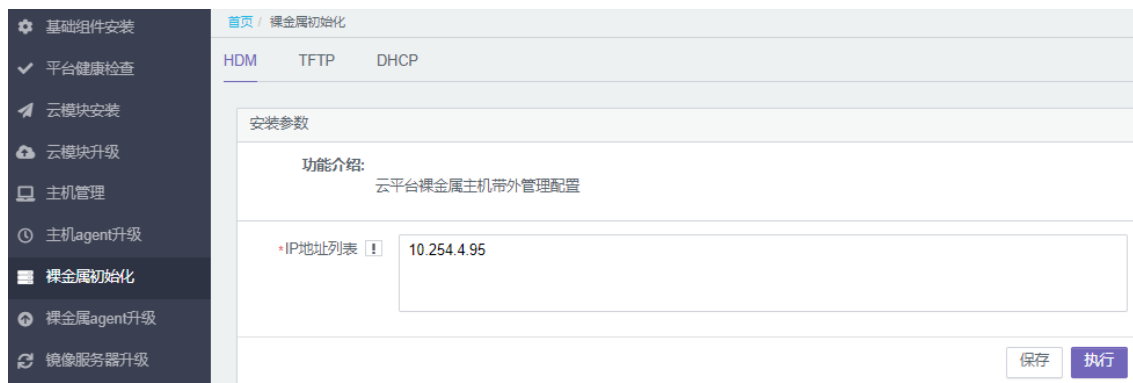 基础组件安装
平台健康检查
云模块安装
云模块升级
主机管理
主机agent升级
裸金属初始化
裸金属agent升级
镜像服务器升级
首页 / 裸金属初始化
HDM TFTP DHCP
安装参数
功能介绍:
云平台裸金属主机带外管理配置
*IP地址列表 ! 10.254.4.95
保存 执行